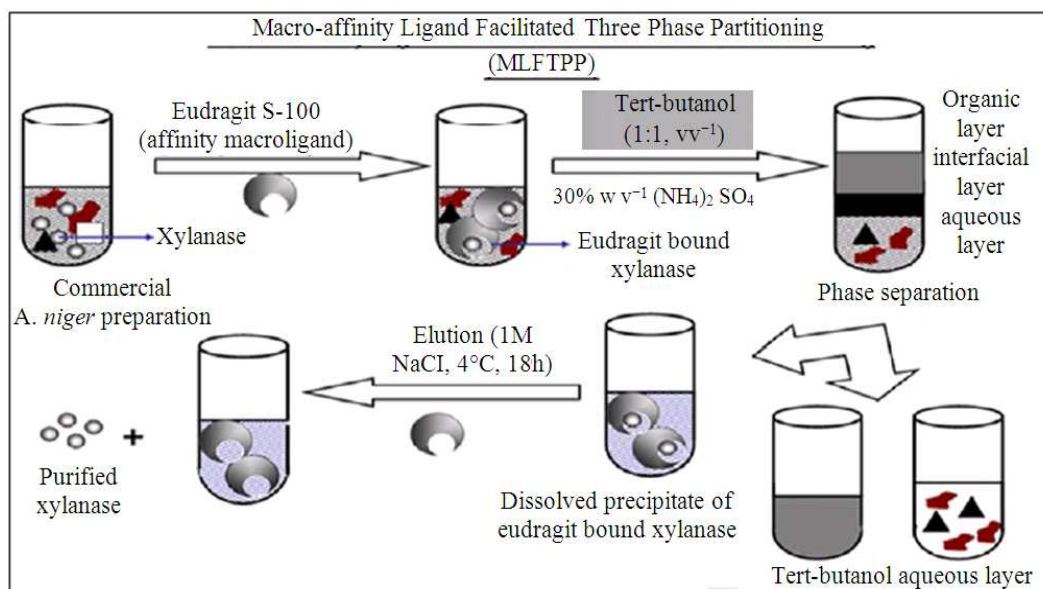 Macro-affinity Ligand Facilitated Three Phase Partitioning
(MLFTPP)
Eudragit S-100
(affinity macroligand)
Tert-butanol
(1:1, vv⁻¹)
30% w v⁻¹ (NH₄)₂ SO₄
Organic
layer
interfacial
layer
aqueous
layer
Xylanase
Eudragit bound
xylanase
Commercial
A. niger preparation
Phase separation
Elution (1M
NaCI, 4°C, 18h)
+
Purified
xylanase
Dissolved precipitate of
eudragit bound xylanase
Tert-butanol aqueous layer